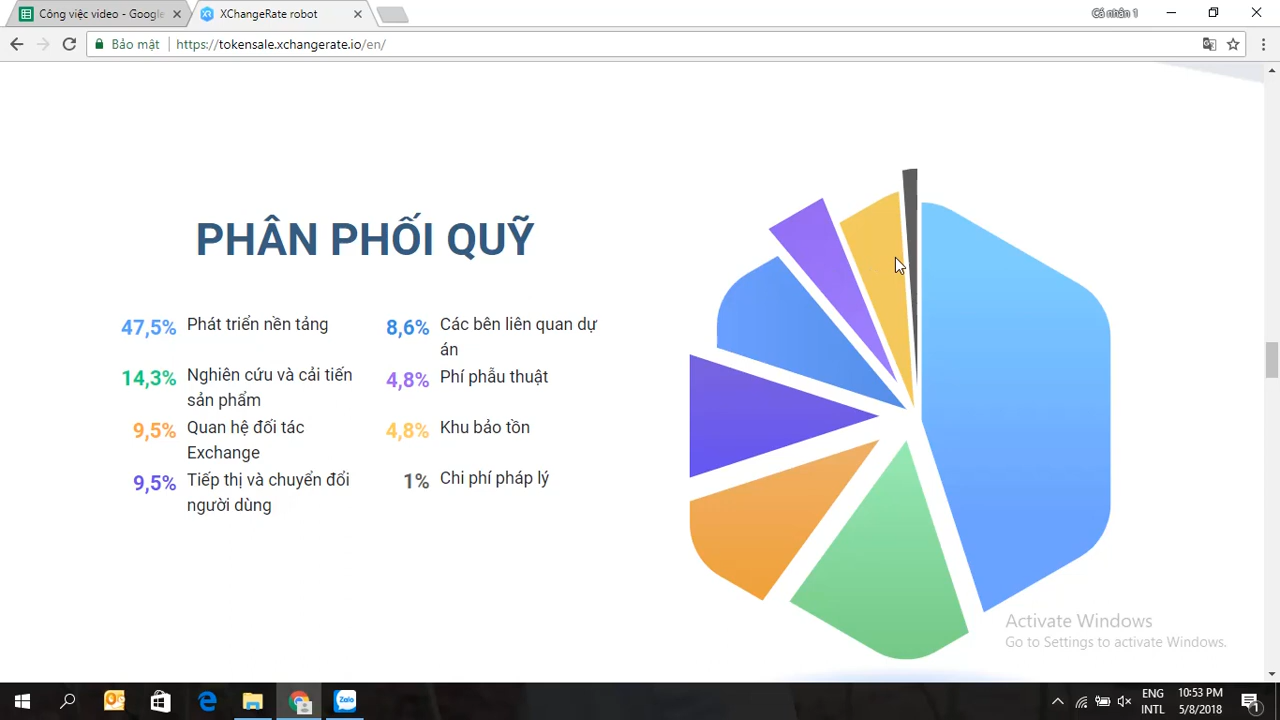 Công việc video - Google
XChangeRate robot
Cá nhân 1
Bảo mật
https://tokensale.xchangerate.io/en/
PHÂN PHỐI QUỸ
47,5% Phát triển nền tảng
14,3% Nghiên cứu và cải tiến
sản phẩm
9,5% Quan hệ đối tác
Exchange
9,5% Tiếp thị và chuyển đổi
người dùng
8,6% Các bên liên quan dự
án
4,8% Phí phẫu thuật
4,8% Khu bảo tồn
1% Chi phí pháp lý
Activate Windows
Go to Settings to activate Windows.
Zalo
ENG
INTL
10:53 PM
5/8/2018
1